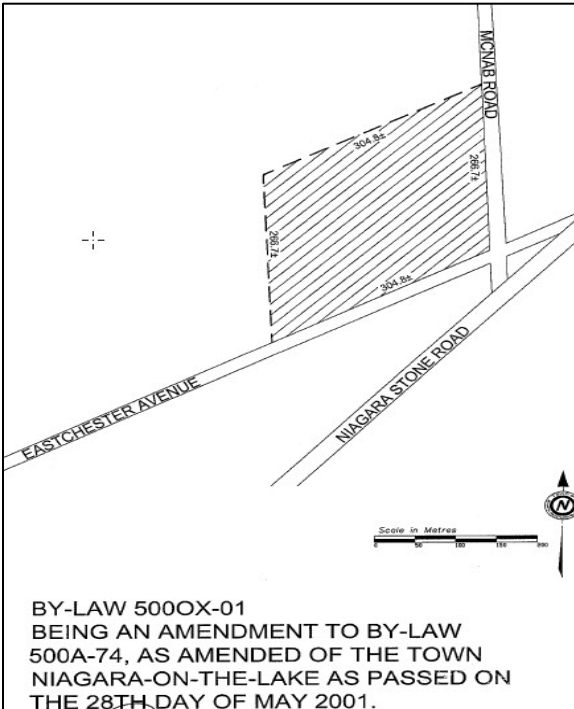 MCNAB ROAD
304.8±
266.7±
266.7±
304.8±
EASTCHESTER AVENUE
NIAGARA STONE ROAD
N
Scale in Metres
0 50 100 150 200
BY-LAW 500OX-01
BEING AN AMENDMENT TO BY-LAW
500A-74, AS AMENDED OF THE TOWN
NIAGARA-ON-THE-LAKE AS PASSED ON
THE 28TH DAY OF MAY 2001.